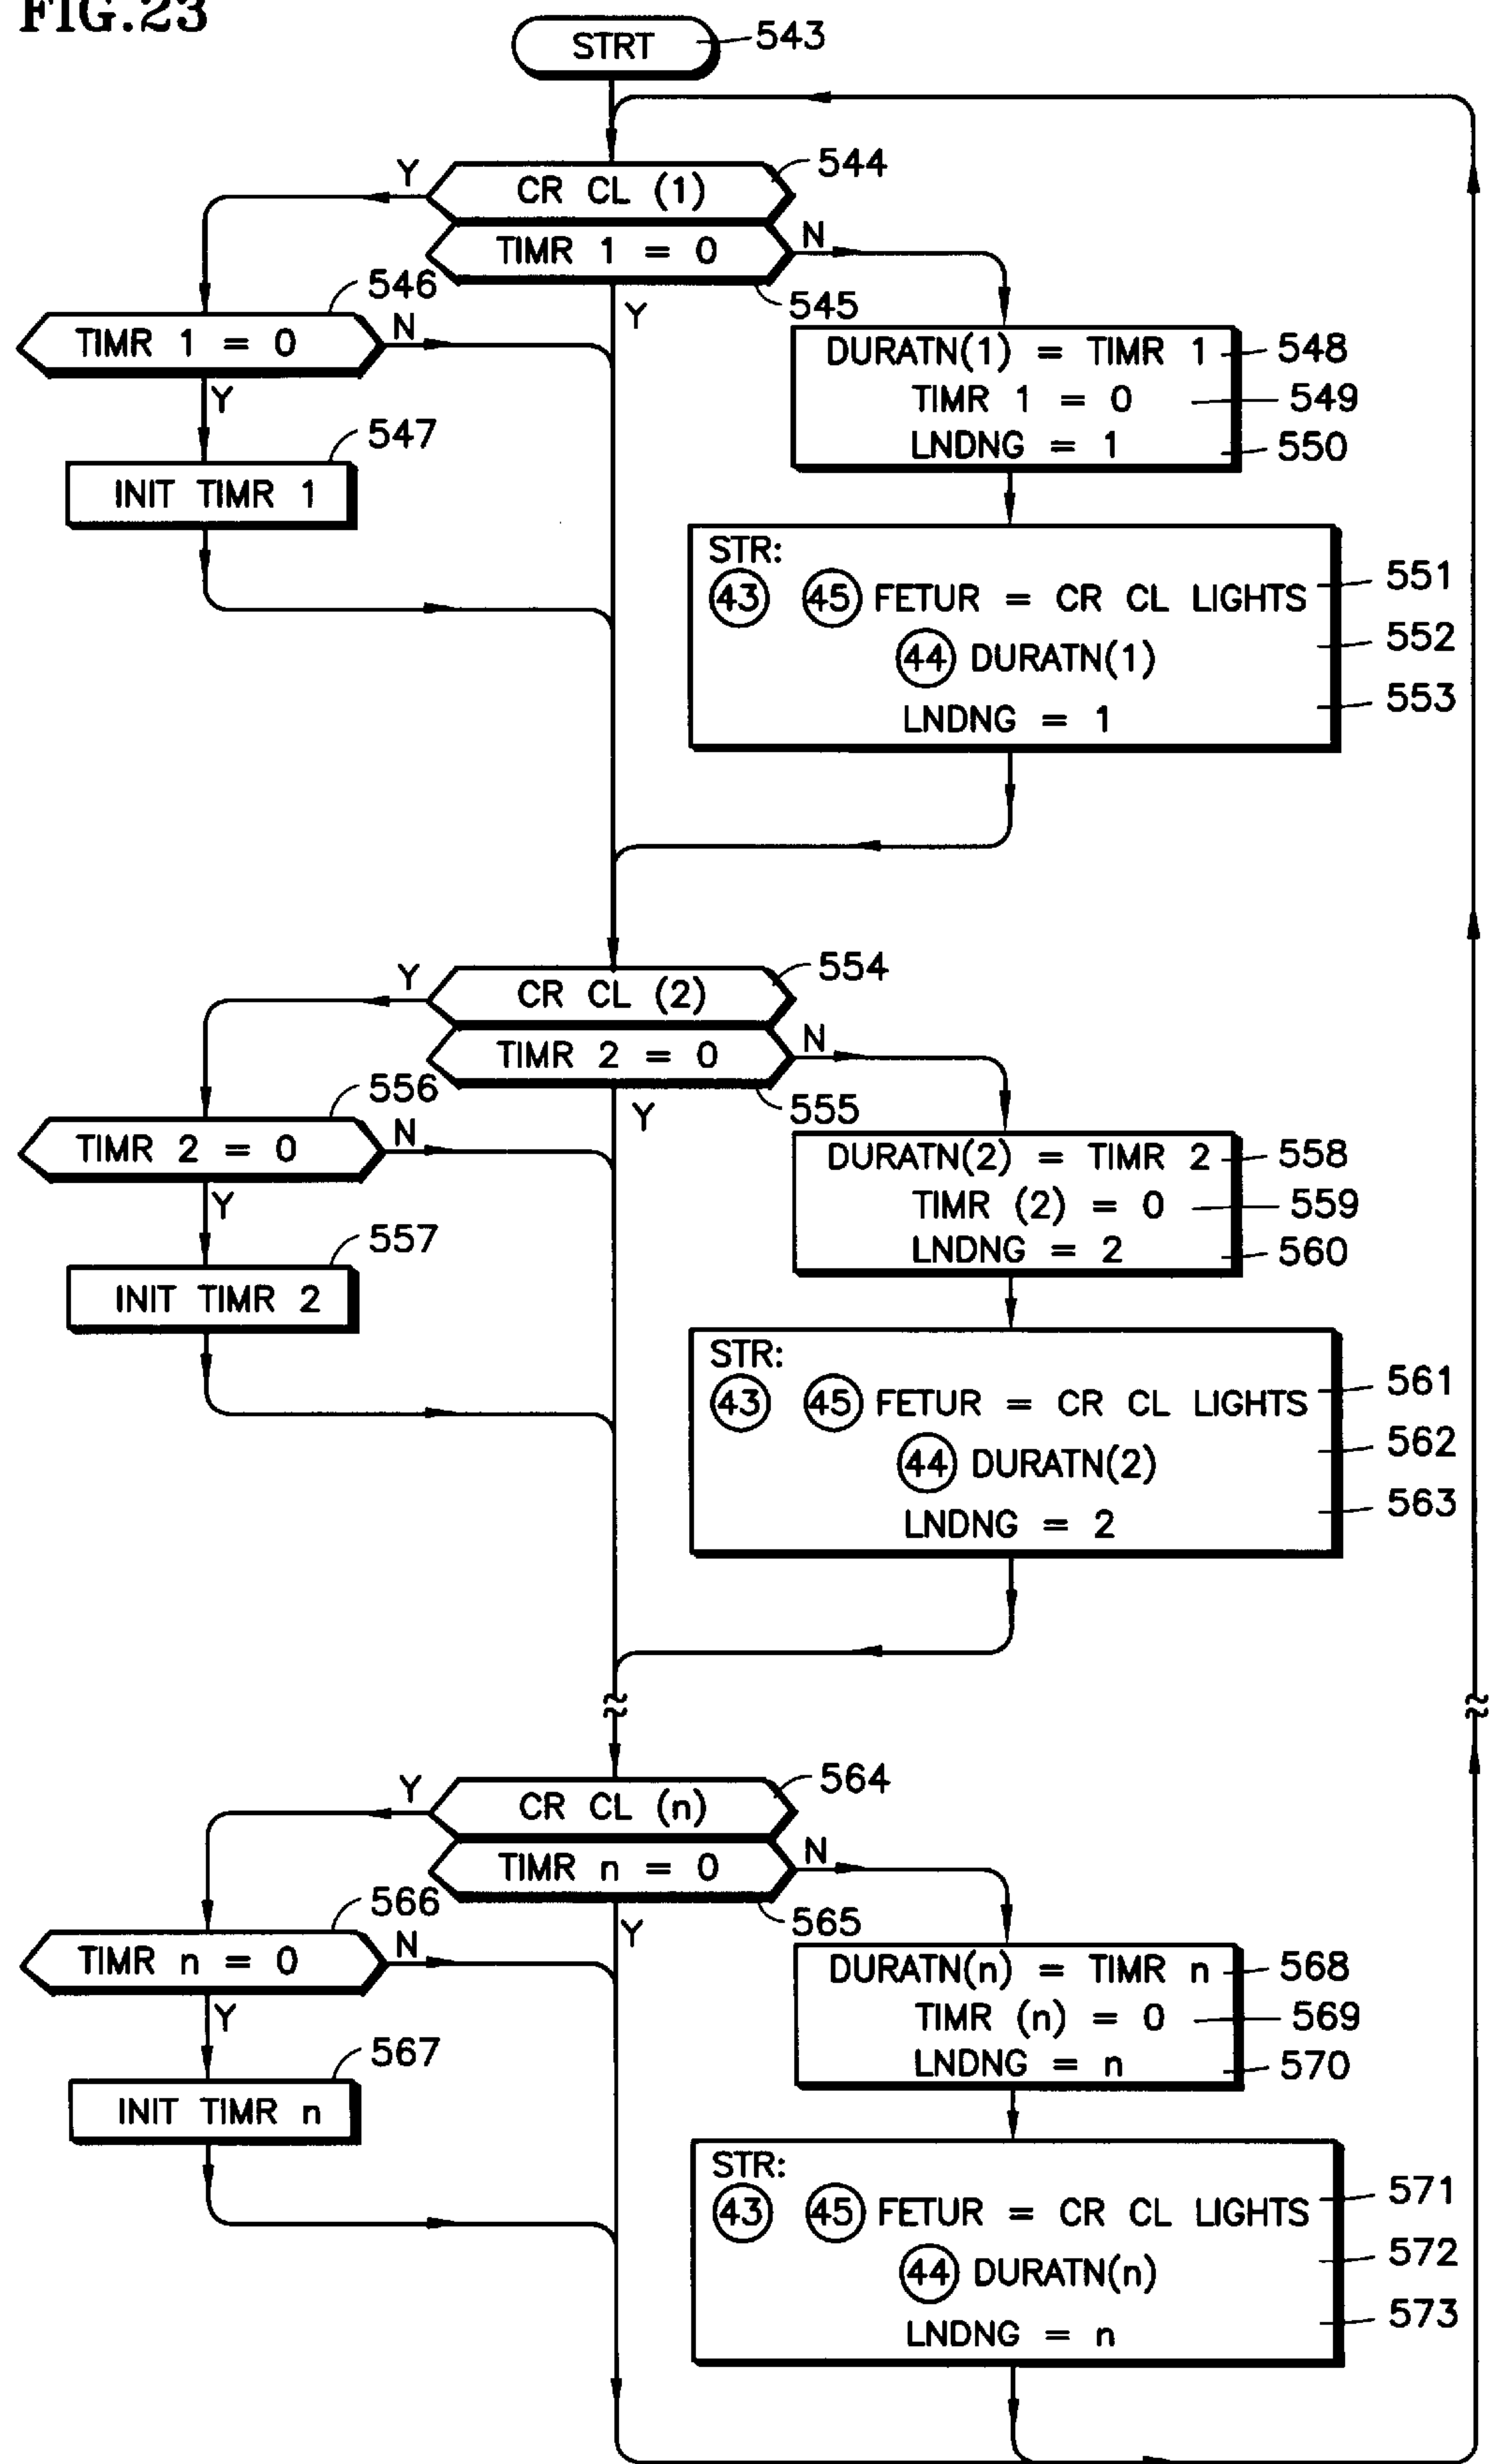 FIG.23
STRT
543
Y
CR CL (1)
544
TIMR 1 = 0
N
545
Y
546
TIMR 1 = 0
N
Y
547
INIT TIMR 1
DURATN(1) = TIMR 1
548
TIMR 1 = 0
549
LNDNG = 1
550
STR:
43 45 FETUR = CR CL LIGHTS
551
44 DURATN(1)
552
LNDNG = 1
553
Y
CR CL (2)
554
TIMR 2 = 0
N
555
Y
556
TIMR 2 = 0
N
Y
557
INIT TIMR 2
DURATN(2) = TIMR 2
558
TIMR (2) = 0
559
LNDNG = 2
560
STR:
43 45 FETUR = CR CL LIGHTS
561
44 DURATN(2)
562
LNDNG = 2
563
Y
CR CL (n)
564
TIMR n = 0
N
565
Y
566
TIMR n = 0
N
Y
567
INIT TIMR n
DURATN(n) = TIMR n
568
TIMR (n) = 0
569
LNDNG = n
570
STR:
43 45 FETUR = CR CL LIGHTS
571
44 DURATN(n)
572
LNDNG = n
573